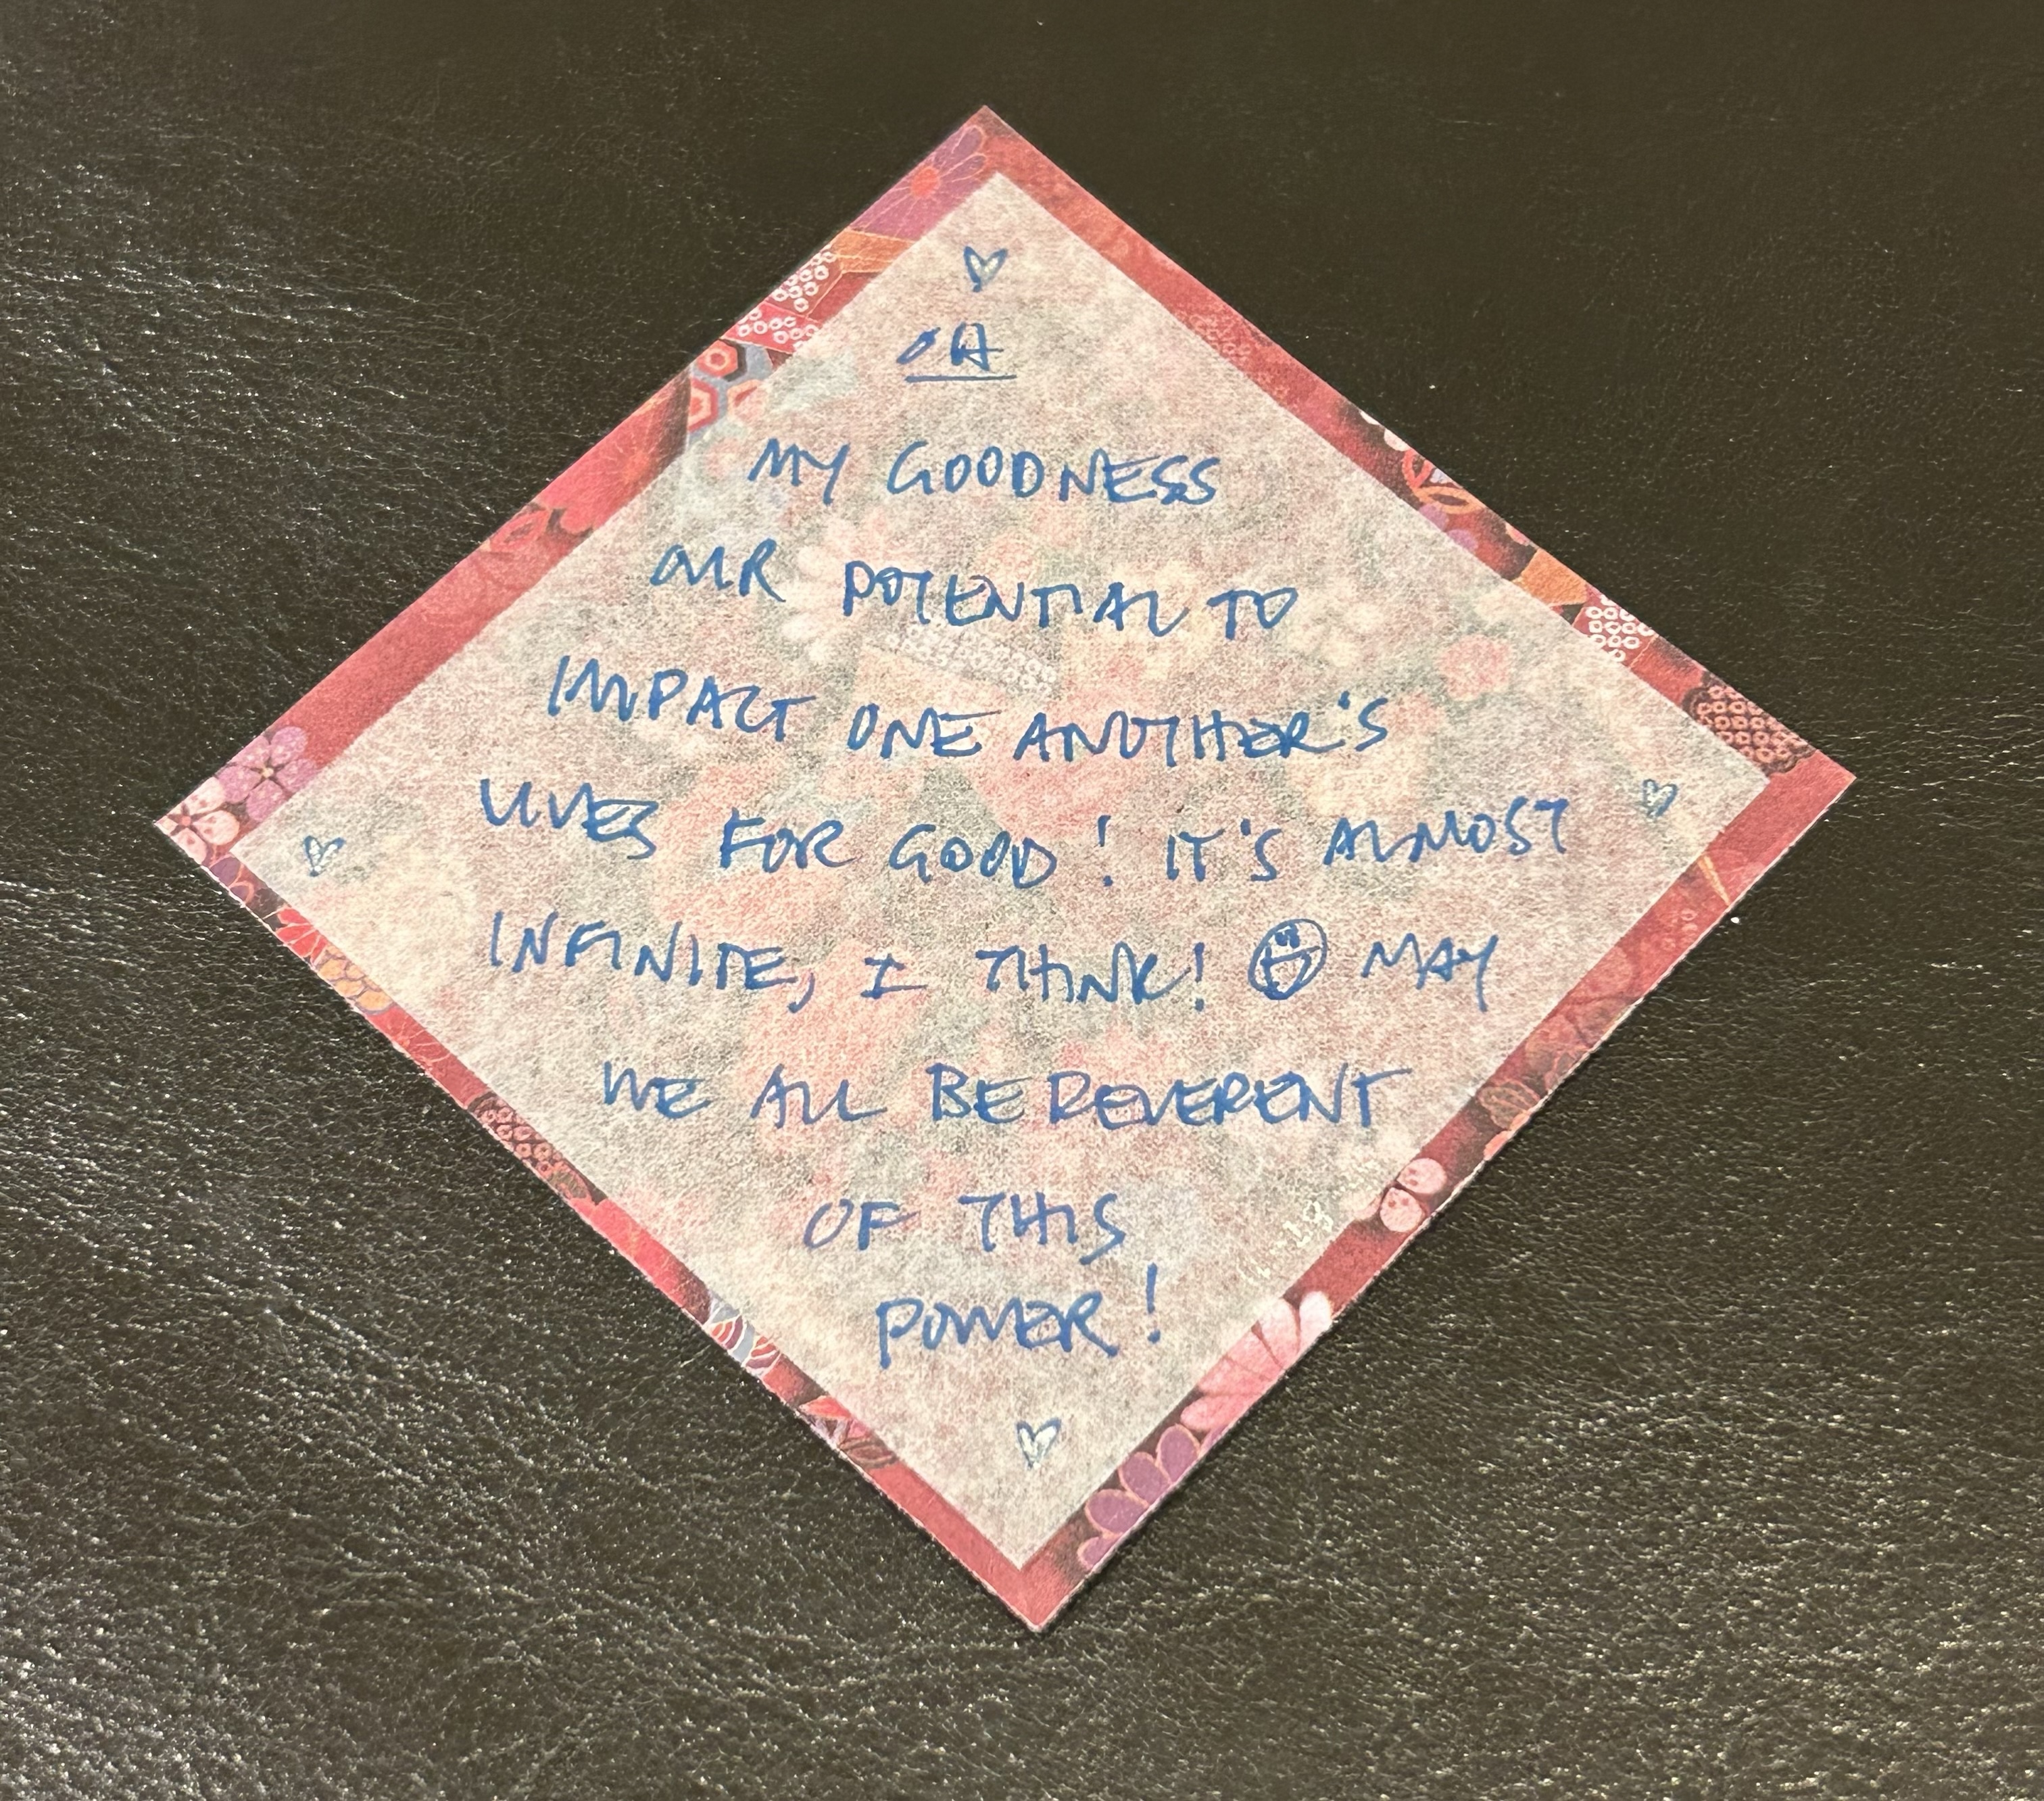 OH
MY GOODNESS
OUR POTENTIAL TO
IMPACT ONE ANOTHER'S
LIVES FOR GOOD! IT'S ALMOST
INFINITE, I THINK! MAY
WE ALL BE REVERENT
OF THIS
POWER!